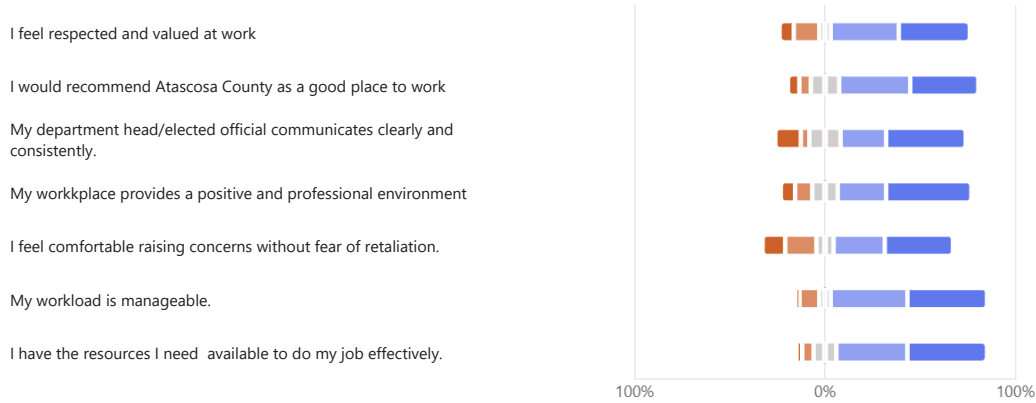 I feel respected and valued at work
I would recommend Atascosa County as a good place to work
My department head/elected official communicates clearly and
consistently.
My workkplace provides a positive and professional environment
I feel comfortable raising concerns without fear of retaliation.
My workload is manageable.
I have the resources I need  available to do my job effectively.
100%
0%
100%